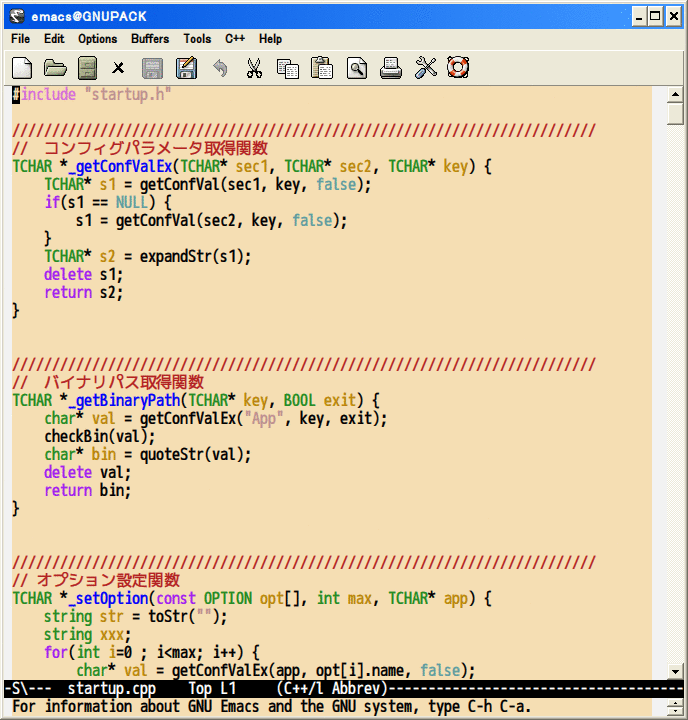 emacs@GNUPACK
File Edit Options Buffers Tools C++ Help
#include "startup.h"
/////////////////////////////////////////////////////////////////////////
//  コンフィグパラメータ取得関数
TCHAR *_getConfValEx(TCHAR* sec1, TCHAR* sec2, TCHAR* key) {
    TCHAR* s1 = getConfVal(sec1, key, false);
    if(s1 == NULL) {
        s1 = getConfVal(sec2, key, false);
    }
    TCHAR* s2 = expandStr(s1);
    delete s1;
    return s2;
}
/////////////////////////////////////////////////////////////////////////
//  バイナリパス取得関数
TCHAR *_getBinaryPath(TCHAR* key, BOOL exit) {
    char* val = getConfValEx("App", key, exit);
    checkBin(val);
    char* bin = quoteStr(val);
    delete val;
    return bin;
}
/////////////////////////////////////////////////////////////////////////
// オプション設定関数
TCHAR *_setOption(const OPTION opt[], int max, TCHAR* app) {
    string str = toStr("");
    string xxx;
    for(int i=0 ; i<max; i++) {
        char* val = getConfValEx(app, opt[i].name, false);
-S\---  startup.cpp    Top L1     (C++/l Abbrev)-------------------------------------
For information about GNU Emacs and the GNU system, type C-h C-a.